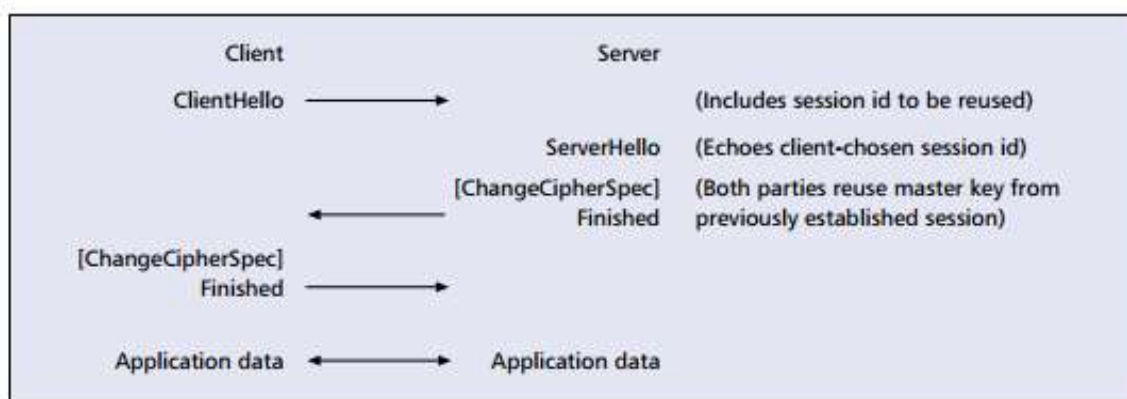 Client Server
ClientHello (Includes session id to be reused)
ServerHello (Echoes client-chosen session id)
[ChangeCipherSpec] (Both parties reuse master key from
Finished previously established session)
[ChangeCipherSpec]
Finished
Application data Application data